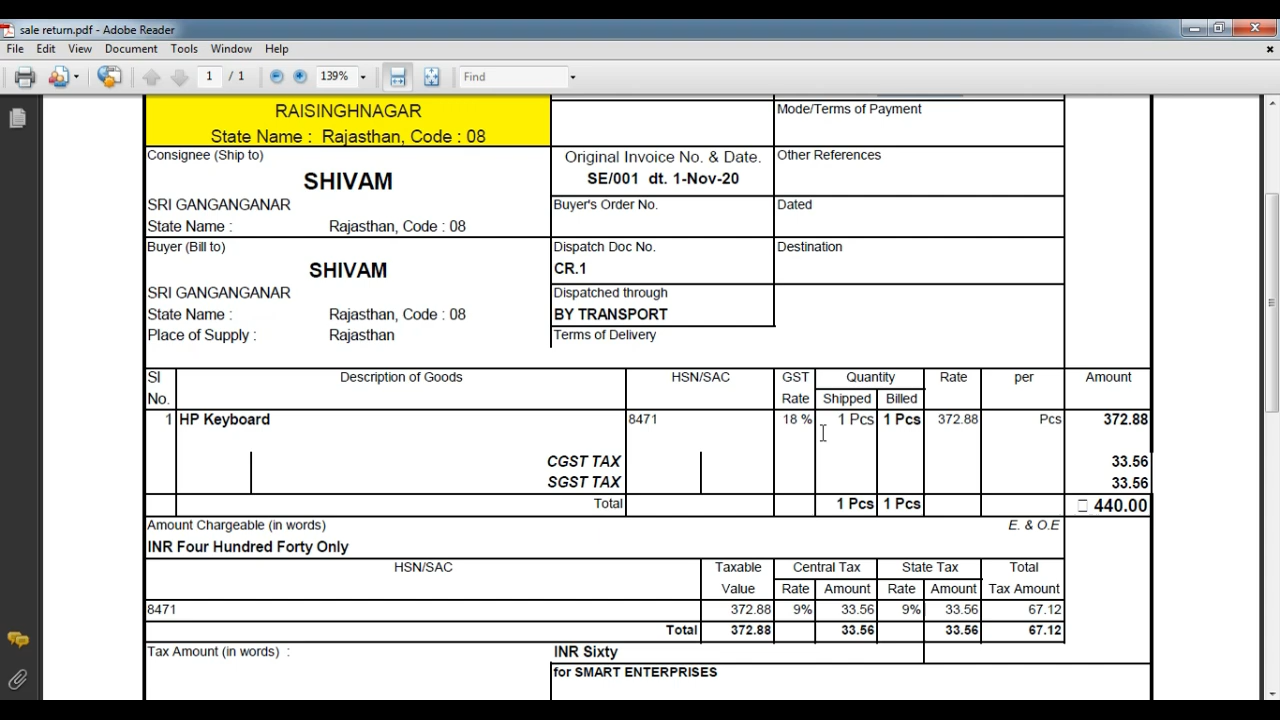 sale return.pdf - Adobe Reader
File Edit View Document Tools Window Help
1 / 1 139% Find
RAISINGHNAGAR
State Name : Rajasthan, Code : 08
Mode/Terms of Payment
Consignee (Ship to)
SHIVAM
SRI GANGANGANAR
State Name : Rajasthan, Code : 08
Original Invoice No. & Date.
SE/001 dt. 1-Nov-20
Other References
Buyer's Order No.
Dated
Buyer (Bill to)
SHIVAM
SRI GANGANGANAR
State Name : Rajasthan, Code : 08
Place of Supply : Rajasthan
Dispatch Doc No.
CR.1
Destination
Dispatched through
BY TRANSPORT
Terms of Delivery
Sl Description of Goods HSN/SAC GST Quantity Rate per Amount
No. Rate Shipped Billed
1 HP Keyboard 8471 18 % 1 Pcs 1 Pcs 372.88 Pcs 372.88
CGST TAX 33.56
SGST TAX 33.56
Total 1 Pcs 1 Pcs 440.00
Amount Chargeable (in words) E. & O.E
INR Four Hundred Forty Only
HSN/SAC Taxable Central Tax State Tax Total
Value Rate Amount Rate Amount Tax Amount
8471 372.88 9% 33.56 9% 33.56 67.12
Total 372.88 33.56 33.56 67.12
Tax Amount (in words) : INR Sixty
for SMART ENTERPRISES